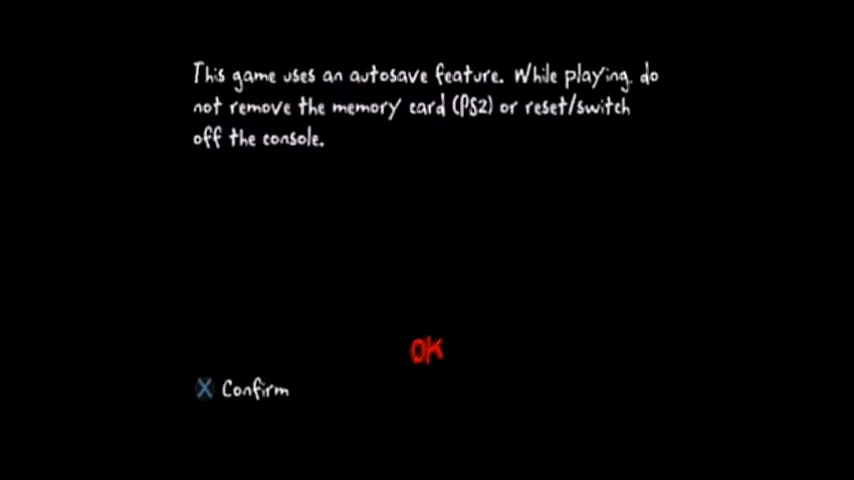 This game uses an autosave feature. While playing, do
not remove the memory card (PS2) or reset/switch
off the console.
OK
X Confirm